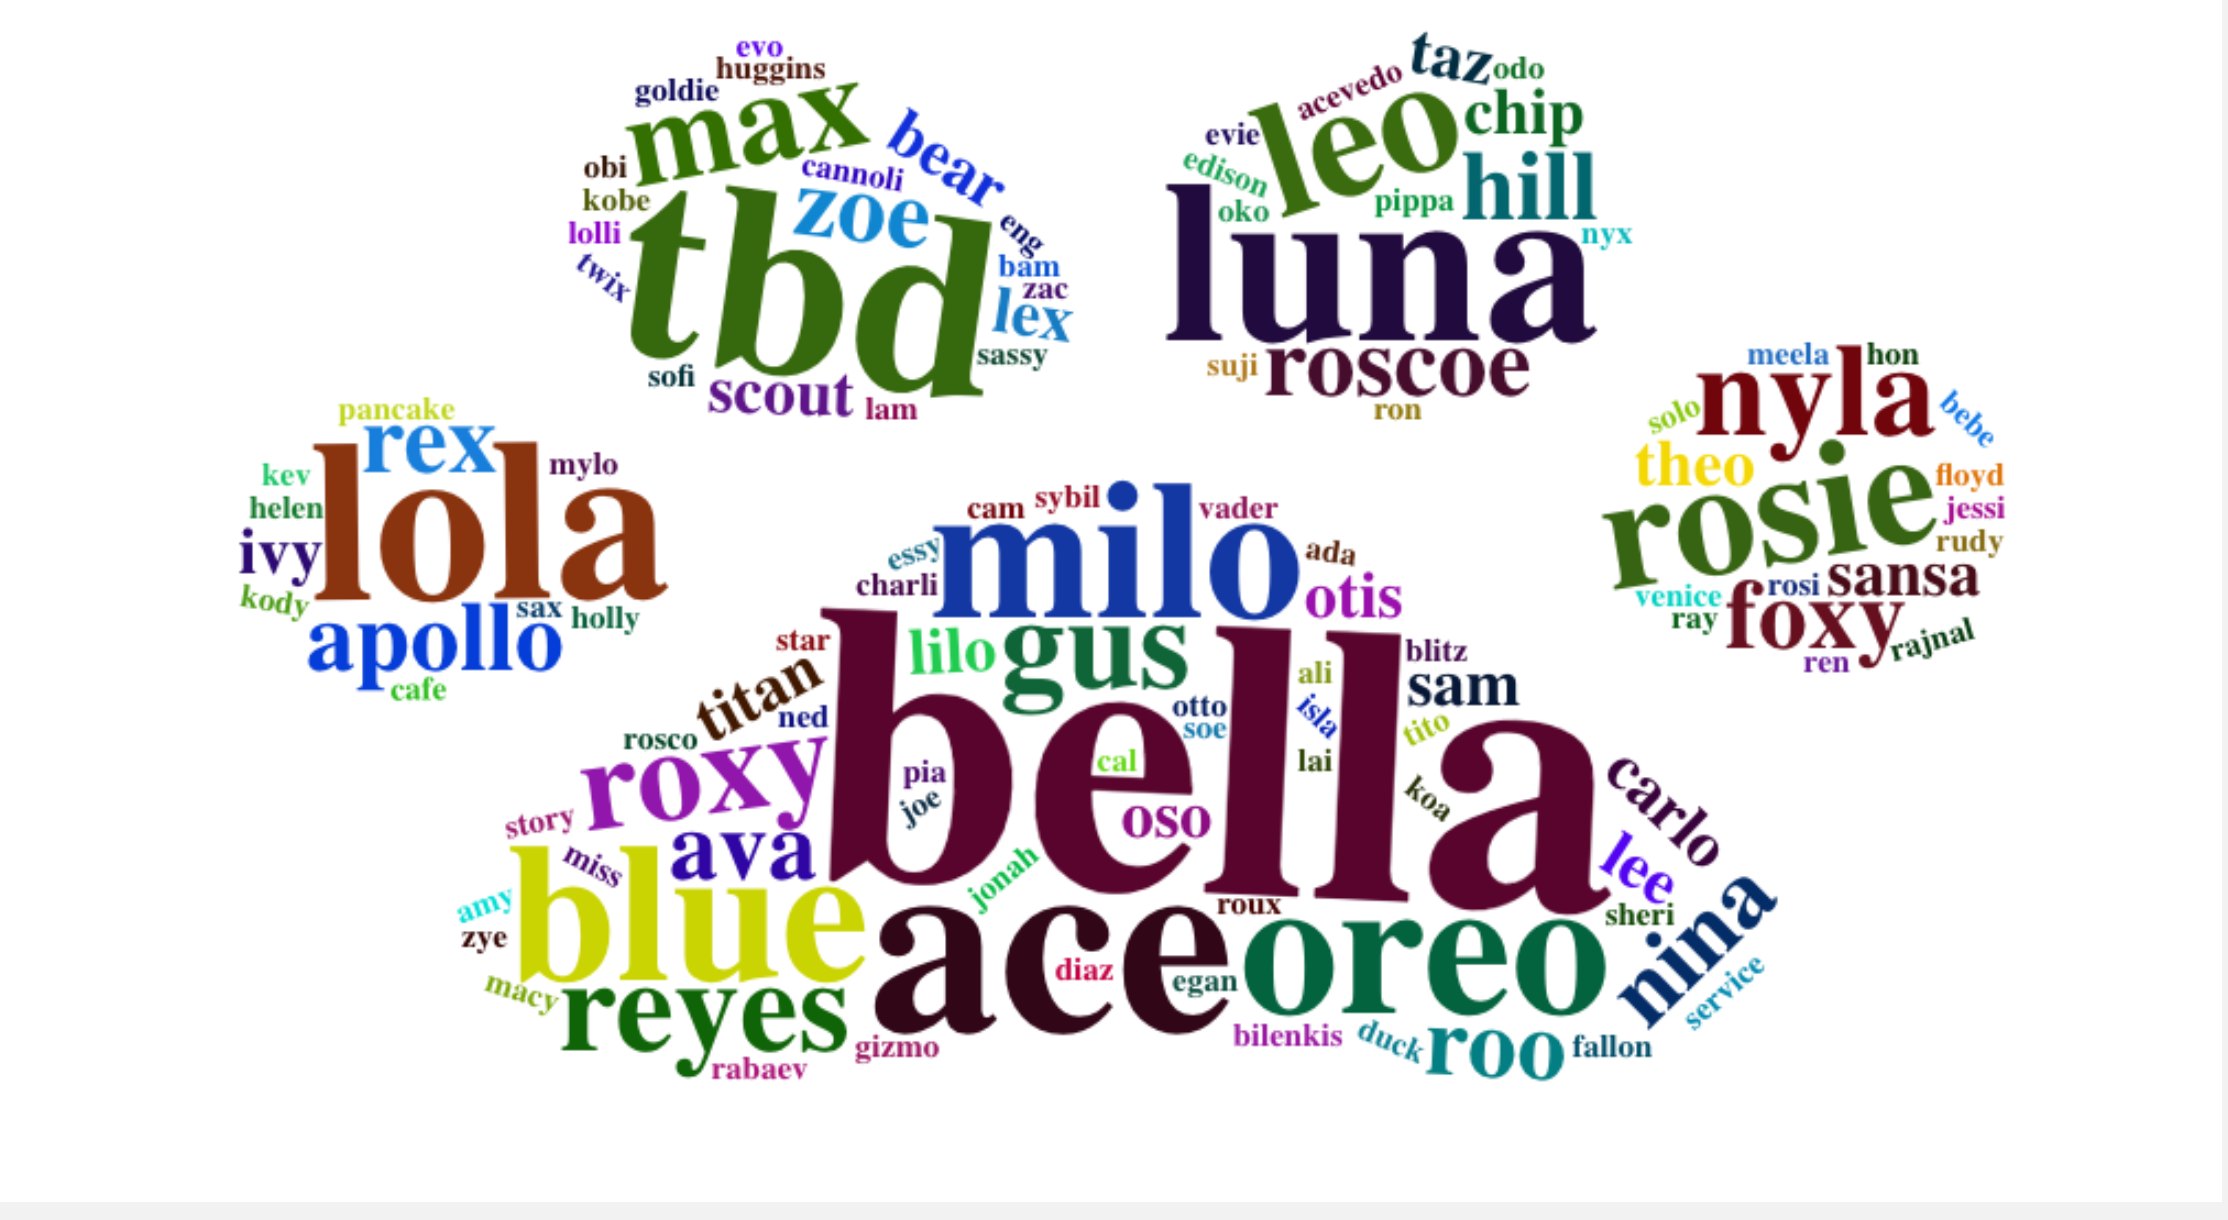 evo
huggins
goldie
max
bear
obi
cannoli
kobe
zoe
lolli
tbd
eng
twix
bam
zac
lex
sassy
sofi
scout
lam
taz
odo
acevedo
leo
chip
evie
edison
hill
oko
pippa
luna
nyx
suji
roscoe
ron
pancake
rex
kev
lola
mylo
helen
ivy
kody
sax
holly
apollo
cafe
meela
hon
nyla
solo
bebe
theo
rosie
floyd
jessi
rudy
venice
rosi
sansa
ray
foxy
rajnal
ren
cam
sybil
milo
vader
essy
ada
charli
otis
star
lilo
gus
blitz
titan
ali
sam
ned
otto
isla
bella
soe
tito
rosco
roxy
pia
cal
lai
carlo
joe
koa
story
oso
ava
lee
miss
jonah
blue
nina
amy
roux
sheri
zye
ace
oreo
diaz
egan
service
macy
reyes
bilenkis
duck
roo
fallon
gizmo
rabaev